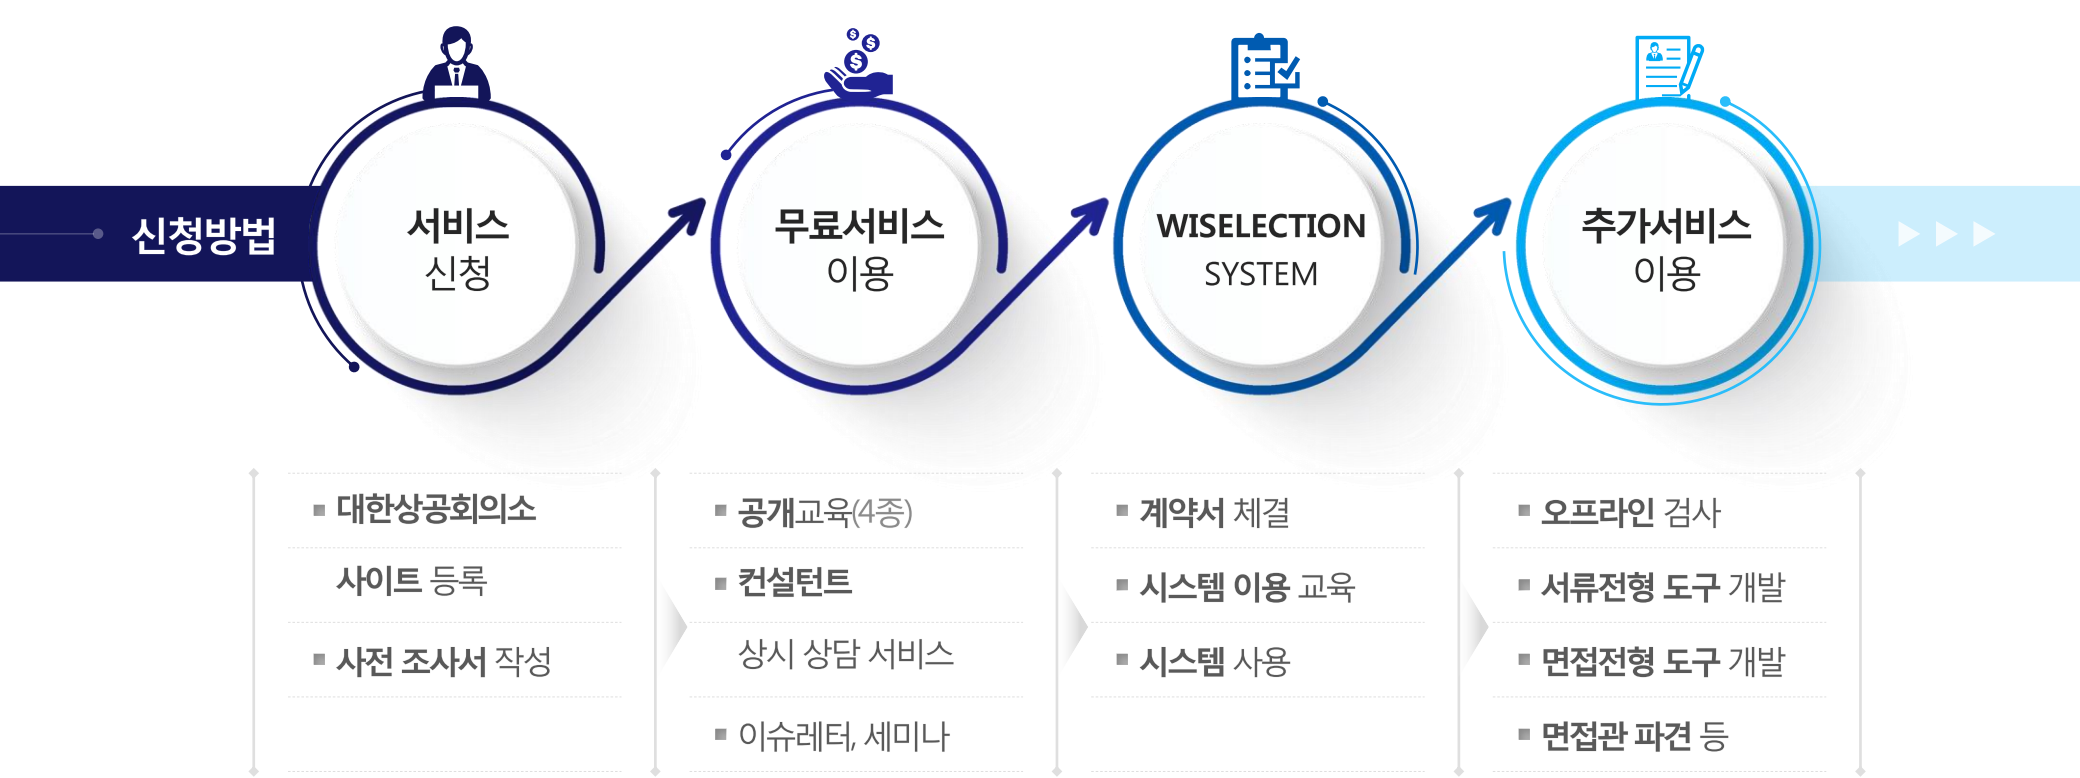 신청방법
서비스
신청
무료서비스
이용
WISELECTION
SYSTEM
추가서비스
이용
대한상공회의소
사이트 등록
사전 조사서 작성
공개교육(4종)
컨설턴트
상시 상담 서비스
이슈레터, 세미나
계약서 체결
시스템 이용 교육
시스템 사용
오프라인 검사
서류전형 도구 개발
면접전형 도구 개발
면접관 파견 등